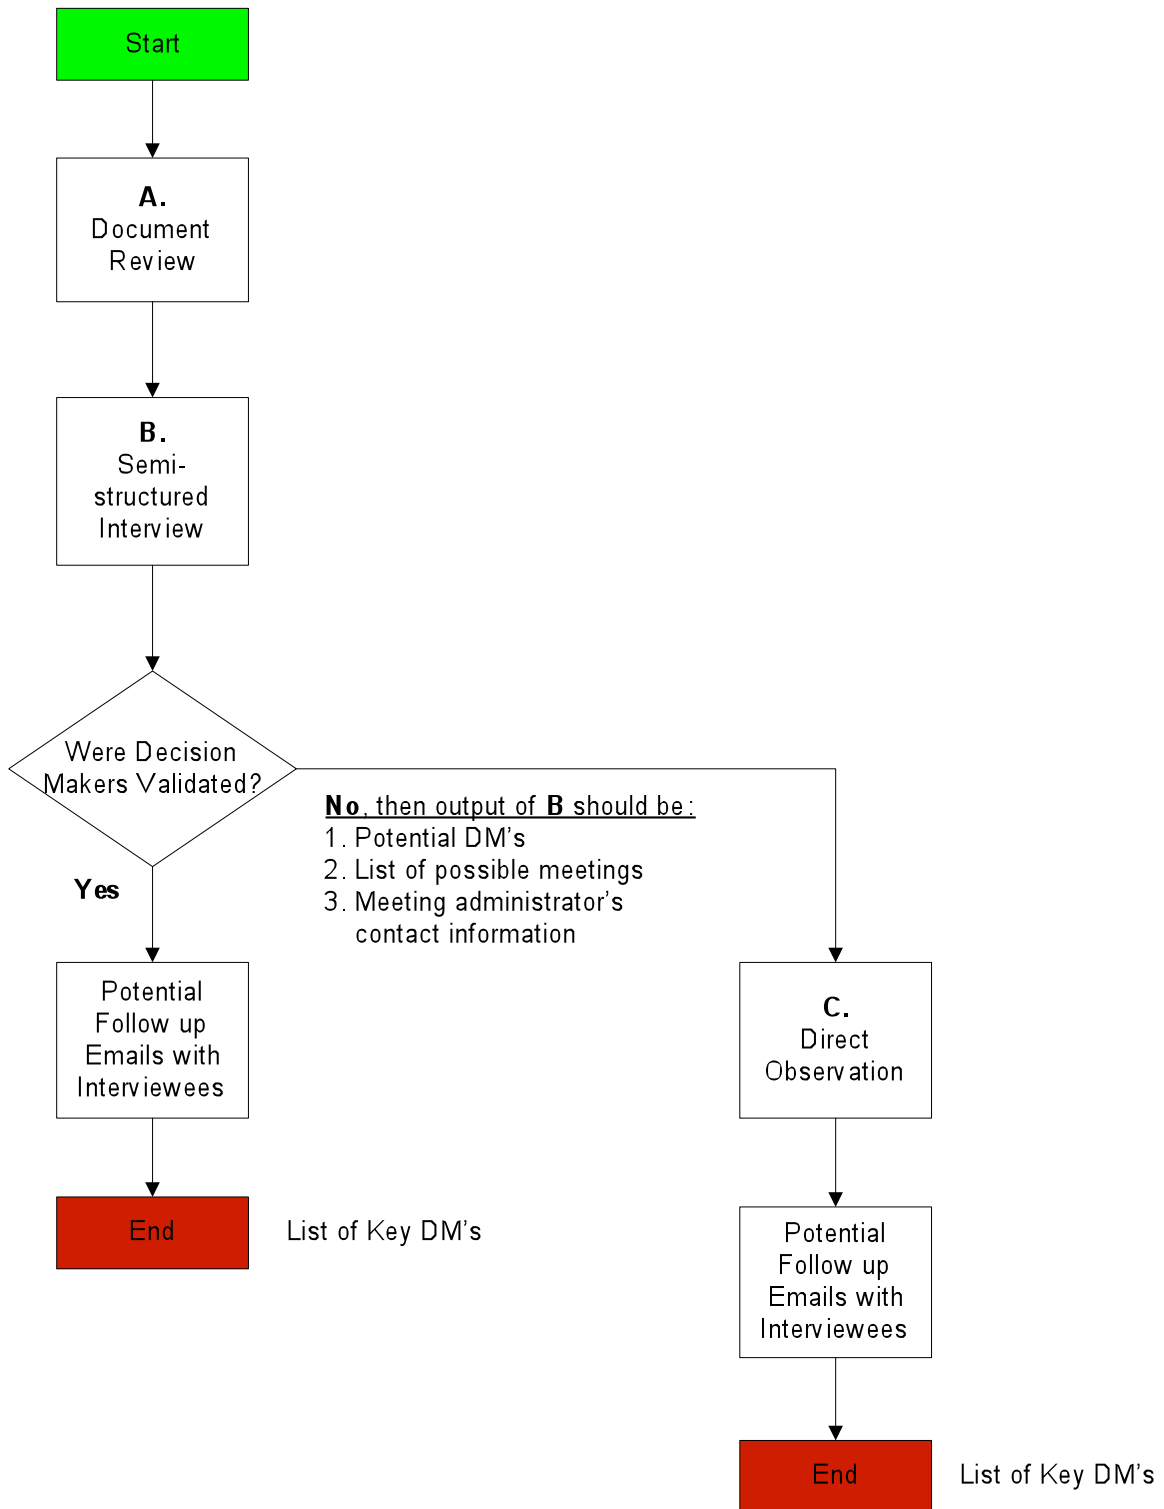 Start
A.
Document
Review
B.
Semi-
structured
Interview
Were Decision
Makers Validated?
No, then output of B should be:
1. Potential DM's
2. List of possible meetings
3. Meeting administrator's
contact information
Yes
Potential
Follow up
Emails with
Interviewees
End
List of Key DM's
C.
Direct
Observation
Potential
Follow up
Emails with
Interviewees
End
List of Key DM's